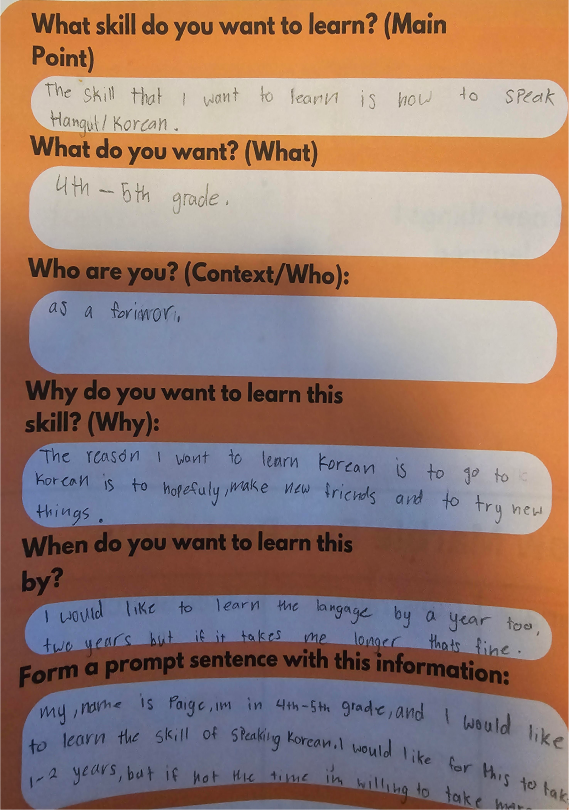 What skill do you want to learn? (Main
Point)
The skill that I want to learn is how to speak
Hangul/Korean.
What do you want? (What)
4th – 5th grade.
Who are you? (Context/Who):
as a
Why do you want to learn this
skill? (Why):
The reason I want to learn Korean is to go to
Korean is to hopefuly, make new friends and to try new
things.
When do you want to learn this
by?
I would like to learn the langage by a year too,
two years but if it takes me longer thats fine.
Form a prompt sentence with this information:
my, name is Paige, im in 4th-5th grade, and I would like
to learn the skill of speaking Korean. I would like for this to tak
1-2 years, but if not the time im willing to take